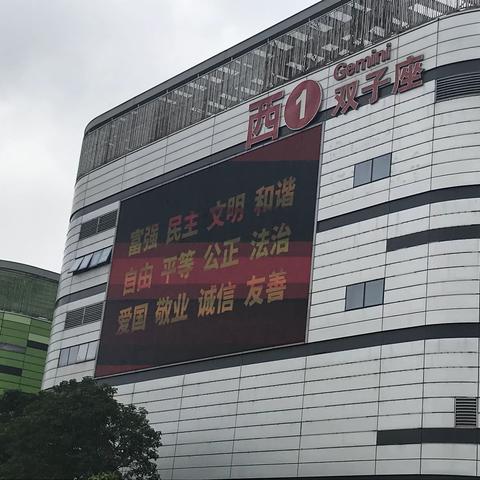 Gemini
西1双子座
富强 民主 文明 和谐
自由 平等 公正 法治
爱国 敬业 诚信 友善